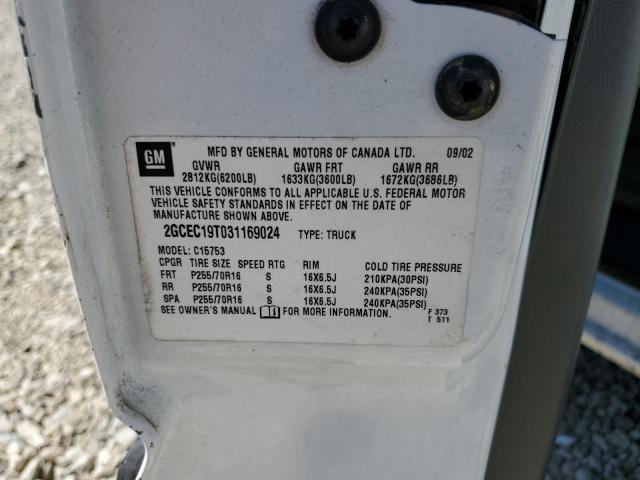 GM MFD BY GENERAL MOTORS OF CANADA LTD. 09/02
GVWR GAWR FRT GAWR RR
2812KG(6200LB) 1633KG(3600LB) 1672KG(3686LB)
THIS VEHICLE CONFORMS TO ALL APPLICABLE U.S. FEDERAL MOTOR
VEHICLE SAFETY STANDARDS IN EFFECT ON THE DATE OF
MANUFACTURE SHOWN ABOVE.
2GCEC19T031169024 TYPE: TRUCK
MODEL: C15753
CPGR TIRE SIZE SPEED RTG RIM COLD TIRE PRESSURE
FRT P255/70R16 S 16X6.5J 210KPA(30PSI)
RR P255/70R16 S 16X6.5J 240KPA(35PSI)
SPA P255/70R16 S 16X6.5J 240KPA(35PSI)
SEE OWNER'S MANUAL FOR MORE INFORMATION.
F 373
T 511